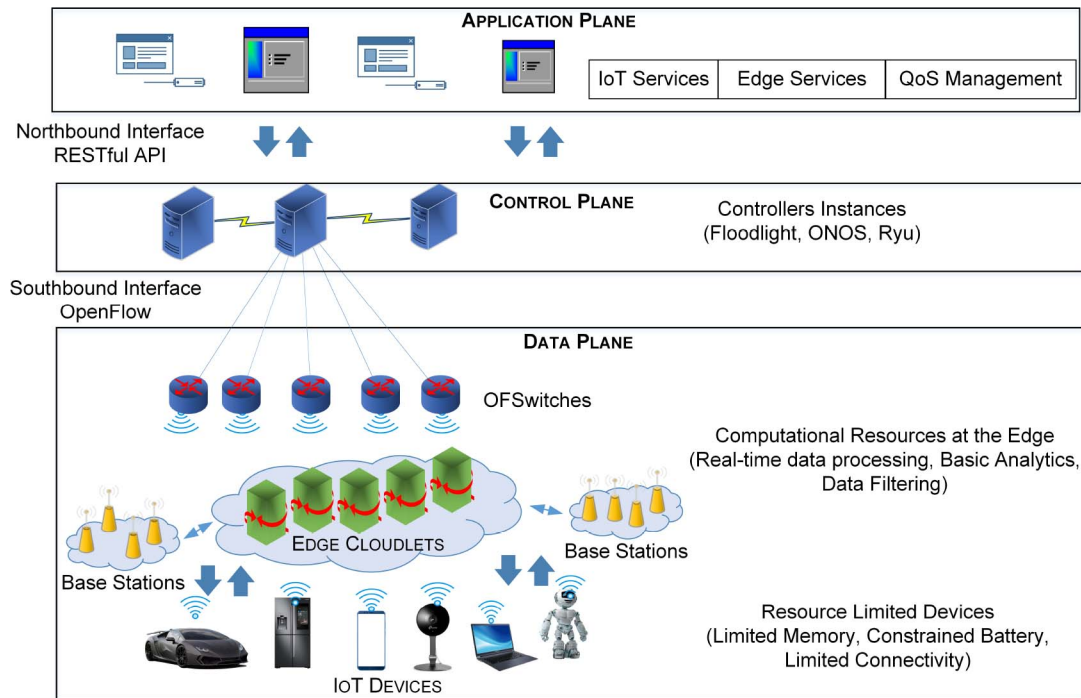 APPLICATION PLANE
IoT Services
Edge Services
QoS Management
Northbound Interface
RESTful API
CONTROL PLANE
Controllers Instances
(Floodlight, ONOS, Ryu)
Southbound Interface
OpenFlow
DATA PLANE
OFSwitches
Computational Resources at the Edge
(Real-time data processing, Basic Analytics,
Data Filtering)
EDGE CLOUDLETS
Base Stations
Base Stations
Resource Limited Devices
(Limited Memory, Constrained Battery,
Limited Connectivity)
IOT DEVICES